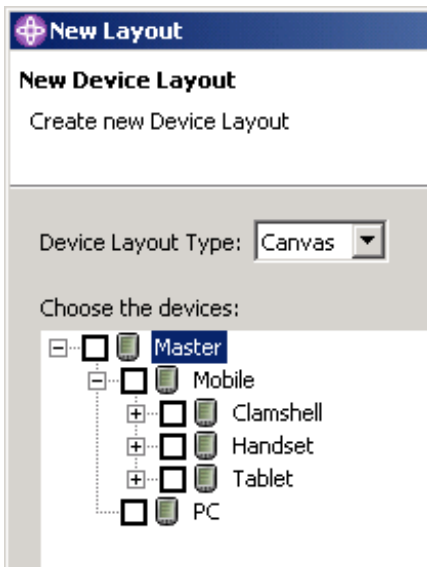 New Layout
New Device Layout
Create new Device Layout
Device Layout Type: Canvas
Choose the devices:
Master
Mobile
Clamshell
Handset
Tablet
PC